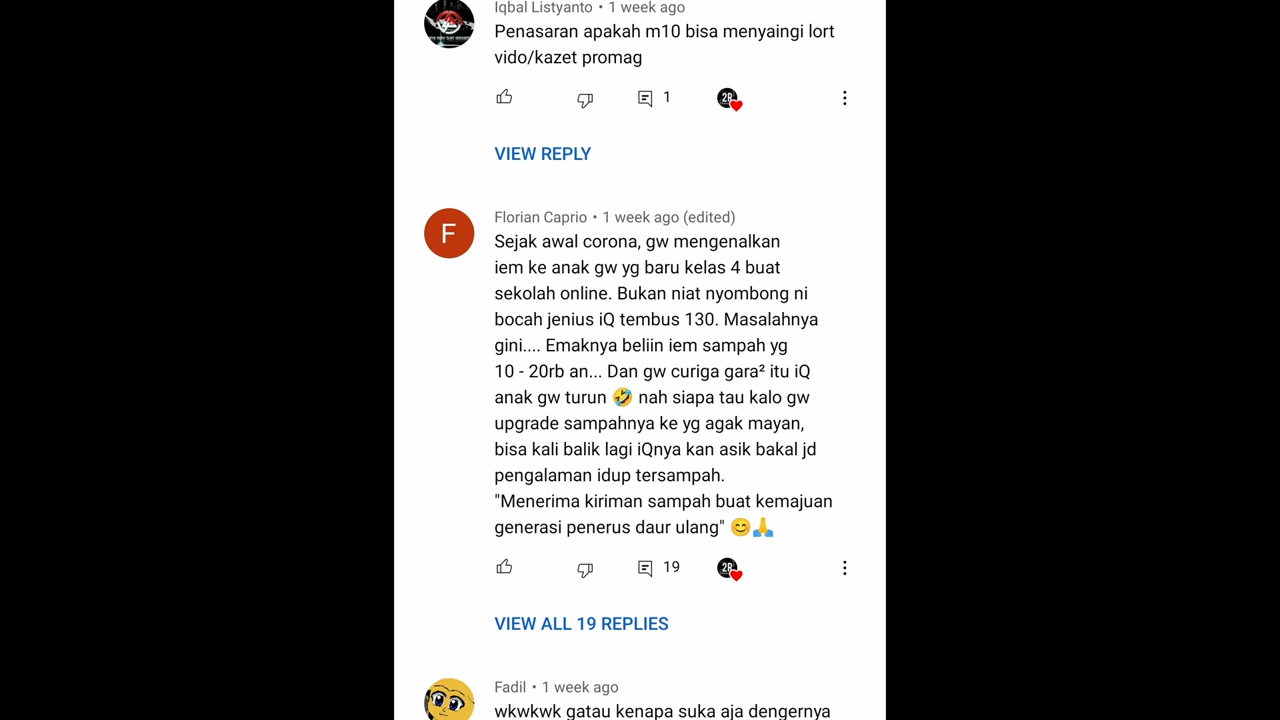 Iqbal Listyanto • 1 week ago
Penasaran apakah m10 bisa menyaingi lort
vido/kazet promag
1
2R
VIEW REPLY
F
Florian Caprio • 1 week ago (edited)
Sejak awal corona, gw mengenalkan
iem ke anak gw yg baru kelas 4 buat
sekolah online. Bukan niat nyombong ni
bocah jenius iQ tembus 130. Masalahnya
gini.... Emaknya beliin iem sampah yg
10 - 20rb an... Dan gw curiga gara² itu iQ
anak gw turun 🤣 nah siapa tau kalo gw
upgrade sampahnya ke yg agak mayan,
bisa kali balik lagi iQnya kan asik bakal jd
pengalaman idup tersampah.
"Menerima kiriman sampah buat kemajuan
generasi penerus daur ulang" 😊🙏
19
2R
VIEW ALL 19 REPLIES
Fadil • 1 week ago
wkwkwk gatau kenapa suka aja dengernya